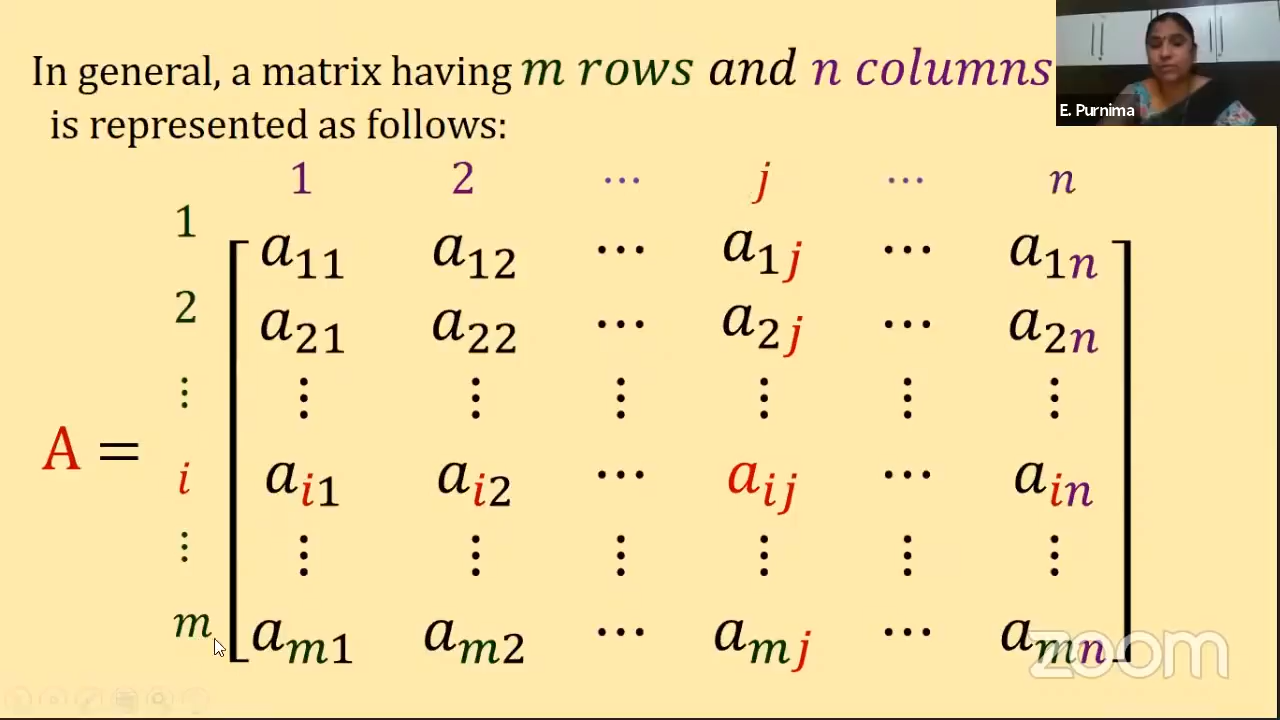 In general, a matrix having m rows and n columns
is represented as follows:
E. Purnima
1 2 ⋯ j ⋯ n
1
a₁₁ a₁₂ ⋯ a₁ⱼ ⋯ a₁ₙ
2
a₂₁ a₂₂ ⋯ a₂ⱼ ⋯ a₂ₙ
⋮ ⋮ ⋮ ⋮ ⋮ ⋮ ⋮
A =
i aᵢ₁ aᵢ₂ ⋯ aᵢⱼ ⋯ aᵢₙ
⋮ ⋮ ⋮ ⋮ ⋮ ⋮ ⋮
m aₘ₁ aₘ₂ ⋯ aₘⱼ ⋯ aₘₙ
zoom